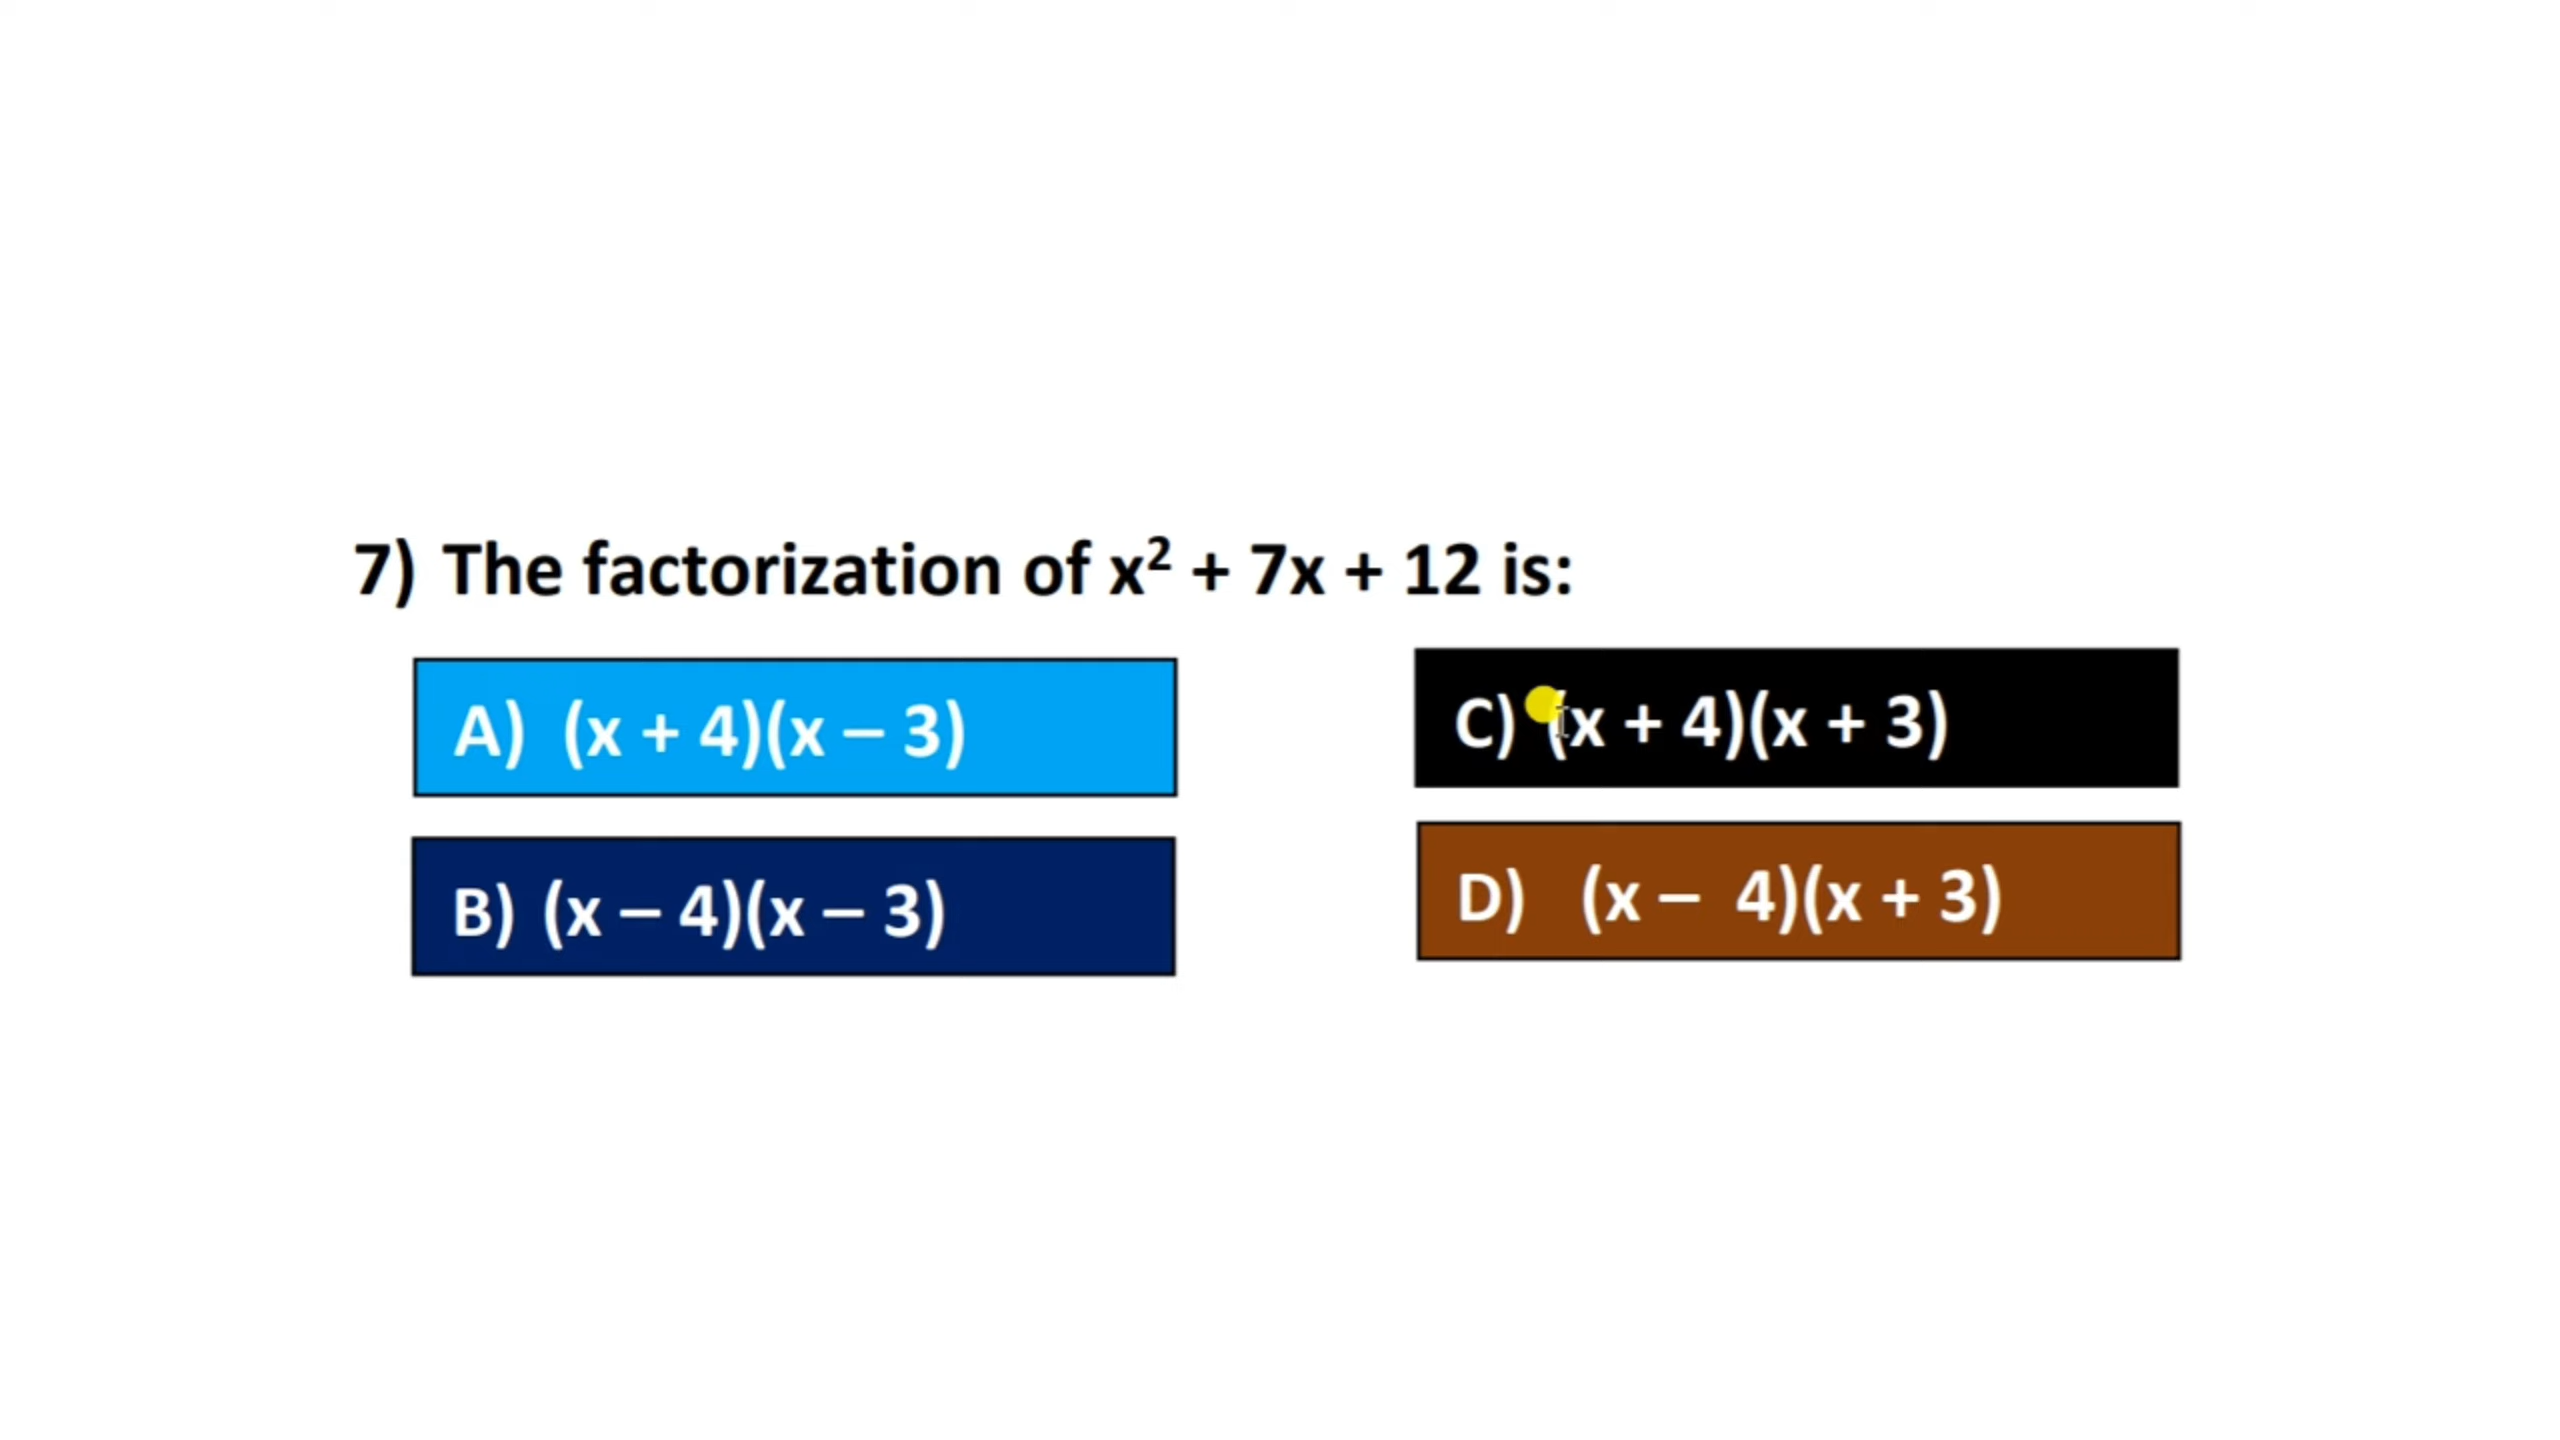 7) The factorization of x² + 7x + 12 is:
A) (x + 4)(x – 3)
B) (x – 4)(x – 3)
C) (x + 4)(x + 3)
D) (x – 4)(x + 3)